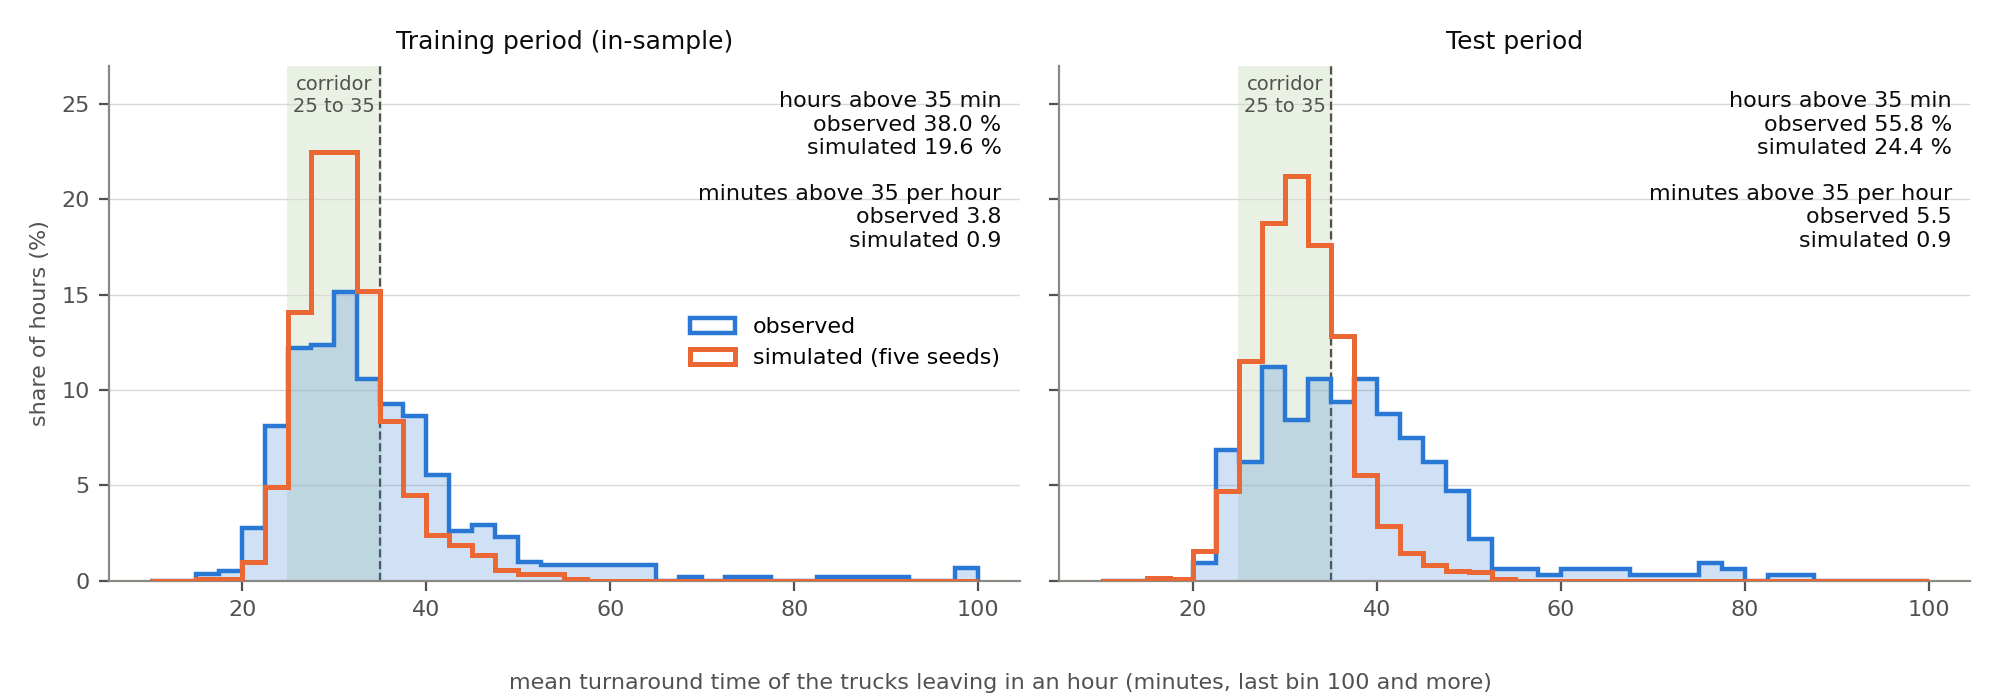 Training period (in-sample)
corridor
25 to 35
hours above 35 min
observed 38.0 %
simulated 19.6 %
minutes above 35 per hour
observed 3.8
simulated 0.9
observed
simulated (five seeds)
share of hours (%)
25
20
15
10
5
0
20 40 60 80 100
Test period
corridor
25 to 35
hours above 35 min
observed 55.8 %
simulated 24.4 %
minutes above 35 per hour
observed 5.5
simulated 0.9
20 40 60 80 100
mean turnaround time of the trucks leaving in an hour (minutes, last bin 100 and more)